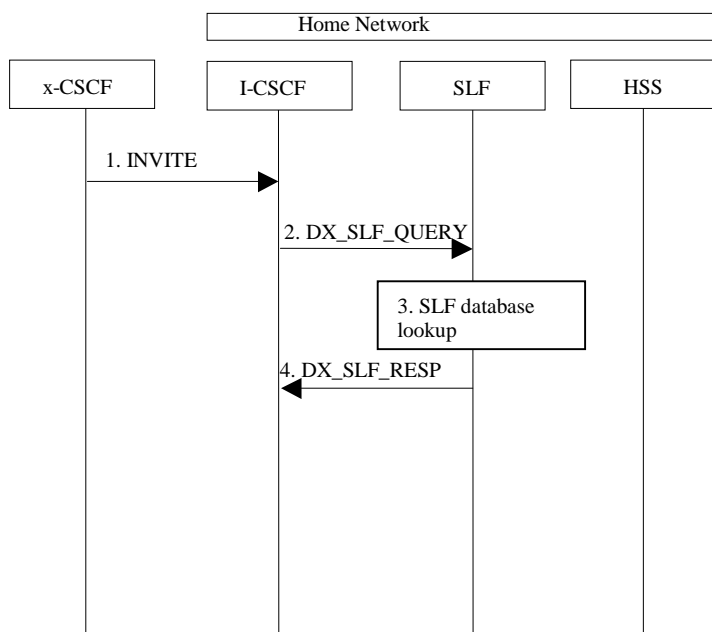 Home Network
x-CSCF
I-CSCF
SLF
HSS
1. INVITE
2. DX_SLF_QUERY
3. SLF database
lookup
4. DX_SLF_RESP